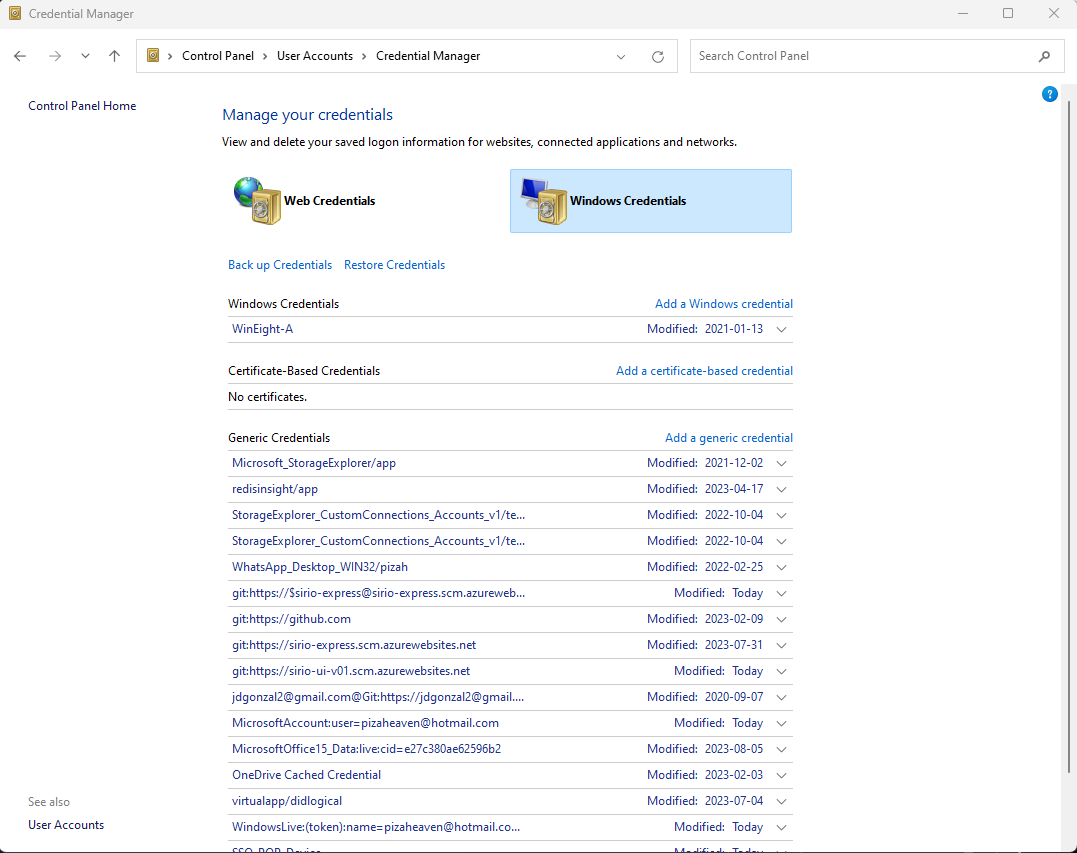 Credential Manager
Control Panel > User Accounts > Credential Manager
Search Control Panel
Control Panel Home
?
Manage your credentials
View and delete your saved logon information for websites, connected applications and networks.
Web Credentials
Windows Credentials
Back up Credentials Restore Credentials
Windows Credentials Add a Windows credential
WinEight-A Modified: 2021-01-13
Certificate-Based Credentials Add a certificate-based credential
No certificates.
Generic Credentials Add a generic credential
Microsoft_StorageExplorer/app Modified: 2021-12-02
redisinsight/app Modified: 2023-04-17
StorageExplorer_CustomConnections_Accounts_v1/te... Modified: 2022-10-04
StorageExplorer_CustomConnections_Accounts_v1/te... Modified: 2022-10-04
WhatsApp_Desktop_WIN32/pizah Modified: 2022-02-25
git:https://$sirio-express@sirio-express.scm.azureweb... Modified: Today
git:https://github.com Modified: 2023-02-09
git:https://sirio-express.scm.azurewebsites.net Modified: 2023-07-31
git:https://sirio-ui-v01.scm.azurewebsites.net Modified: Today
jdgonzal2@gmail.com@Git:https://jdgonzal2@gmail.... Modified: 2020-09-07
MicrosoftAccount:user=pizaheaven@hotmail.com Modified: Today
MicrosoftOffice15_Data:live:cid=e27c380ae62596b2 Modified: 2023-08-05
OneDrive Cached Credential Modified: 2023-02-03
virtualapp/didlogical Modified: 2023-07-04
WindowsLive:(token):name=pizaheaven@hotmail.co... Modified: Today
SSO_POP_Device Modified: Today
See also
User Accounts